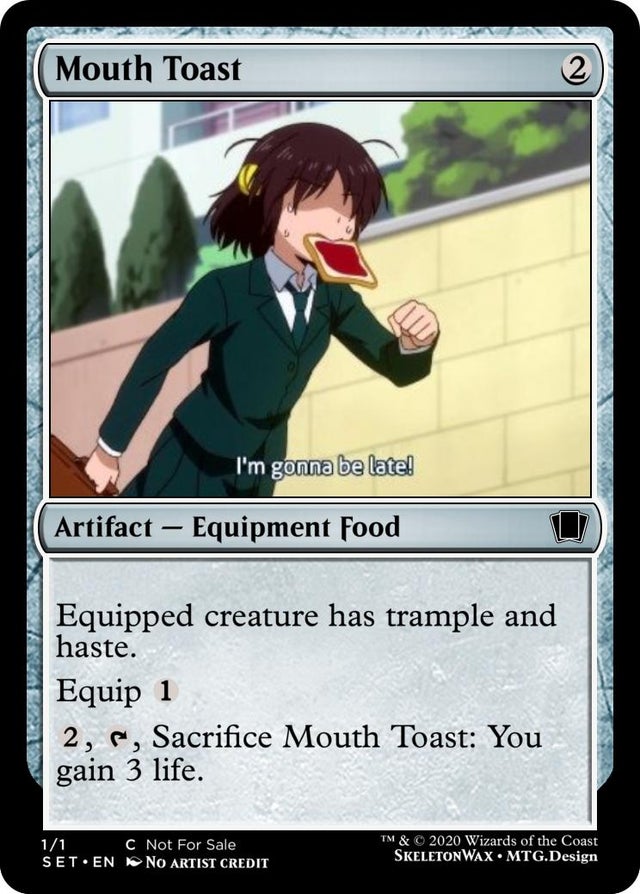 Mouth Toast 2
I'm gonna be late!
Artifact — Equipment Food
Equipped creature has trample and
haste.
Equip 1
2, , Sacrifice Mouth Toast: You
gain 3 life.
1/1 C Not For Sale
SET • EN NO ARTIST CREDIT
™ & © 2020 Wizards of the Coast
SKELETONWAX • MTG.DESIGN